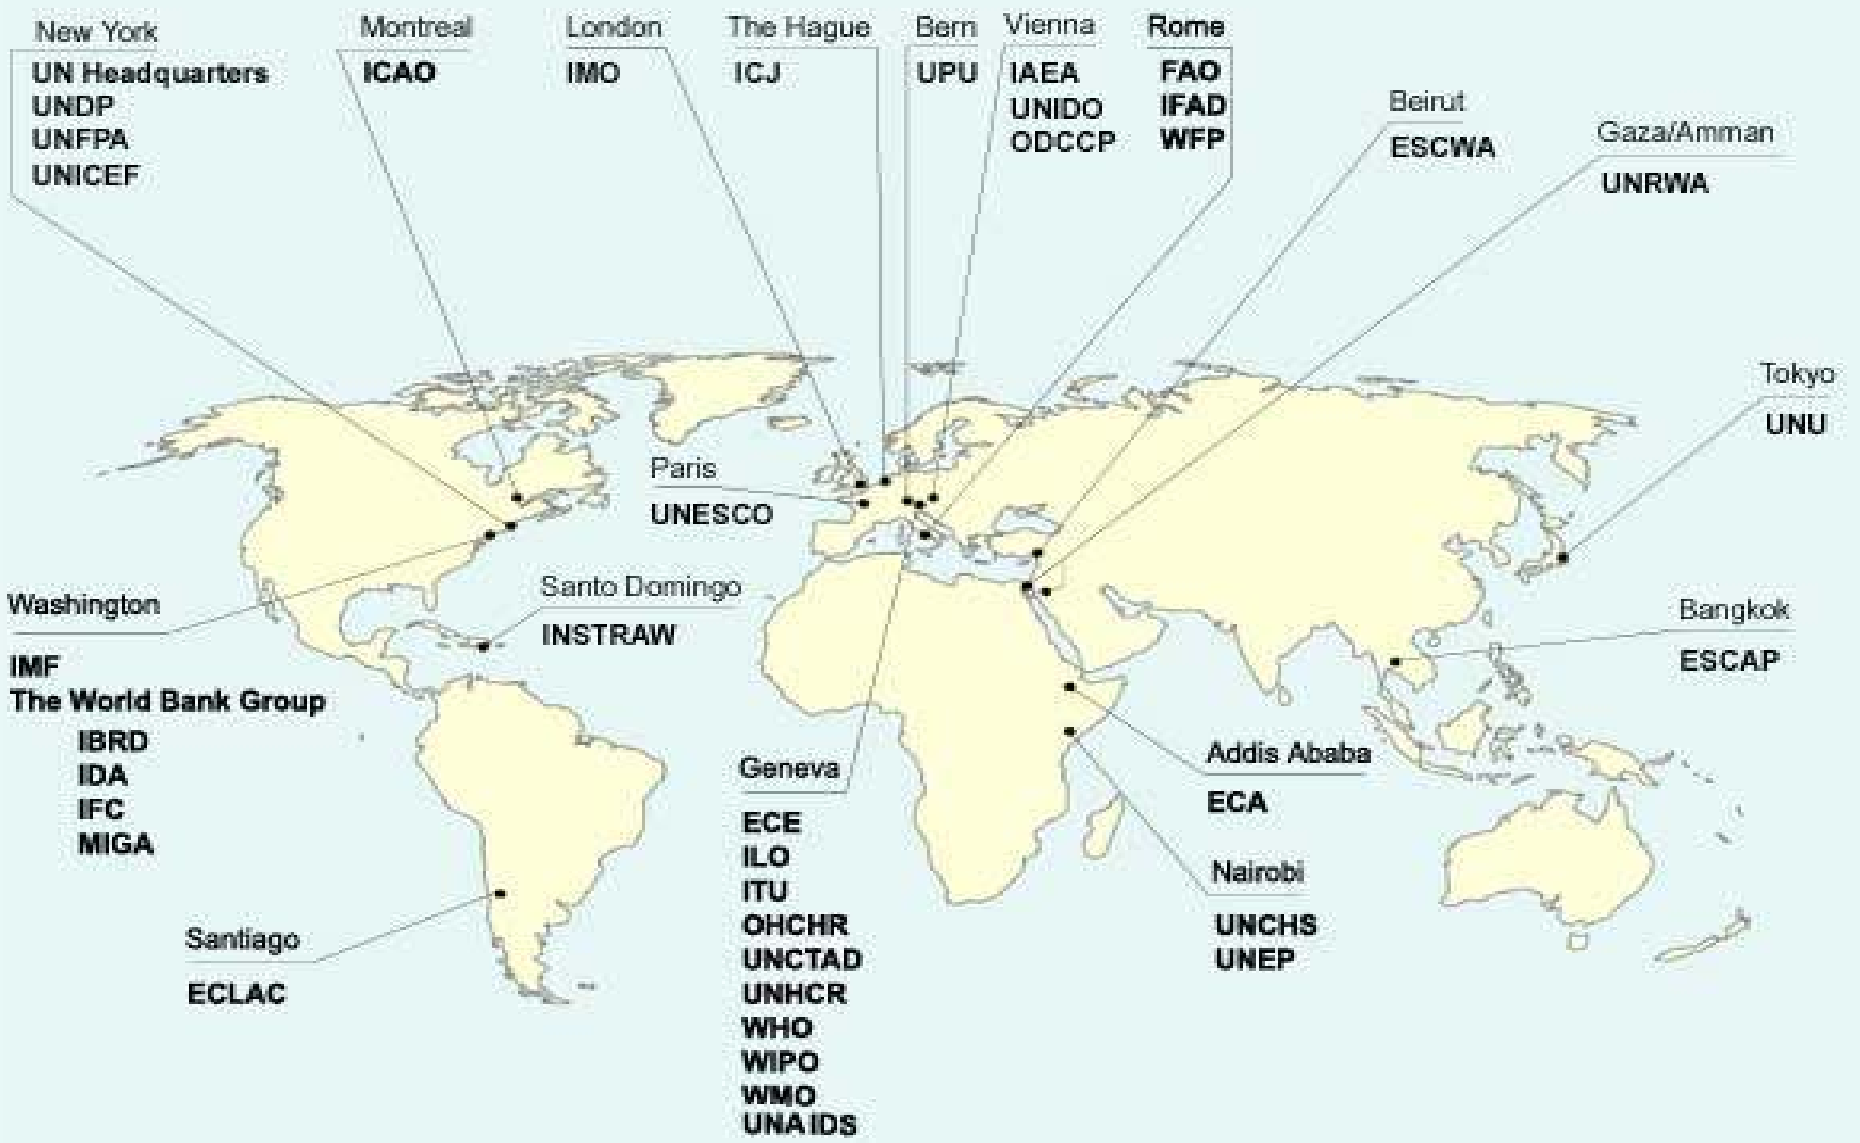 New York
UN Headquarters
UNDP
UNFPA
UNICEF
Montreal
ICAO
London
IMO
The Hague
ICJ
Bern
UPU
Vienna
IAEA
UNIDO
ODCCP
Rome
FAO
IFAD
WFP
Beirut
ESCWA
Gaza/Amman
UNRWA
Tokyo
UNU
Paris
UNESCO
Washington
IMF
The World Bank Group
IBRD
IDA
IFC
MIGA
Santo Domingo
INSTRAW
Bangkok
ESCAP
Geneva
ECE
ILO
ITU
OHCHR
UNCTAD
UNHCR
WHO
WIPO
WMO
UNAIDS
Addis Ababa
ECA
Nairobi
UNCHS
UNEP
Santiago
ECLAC